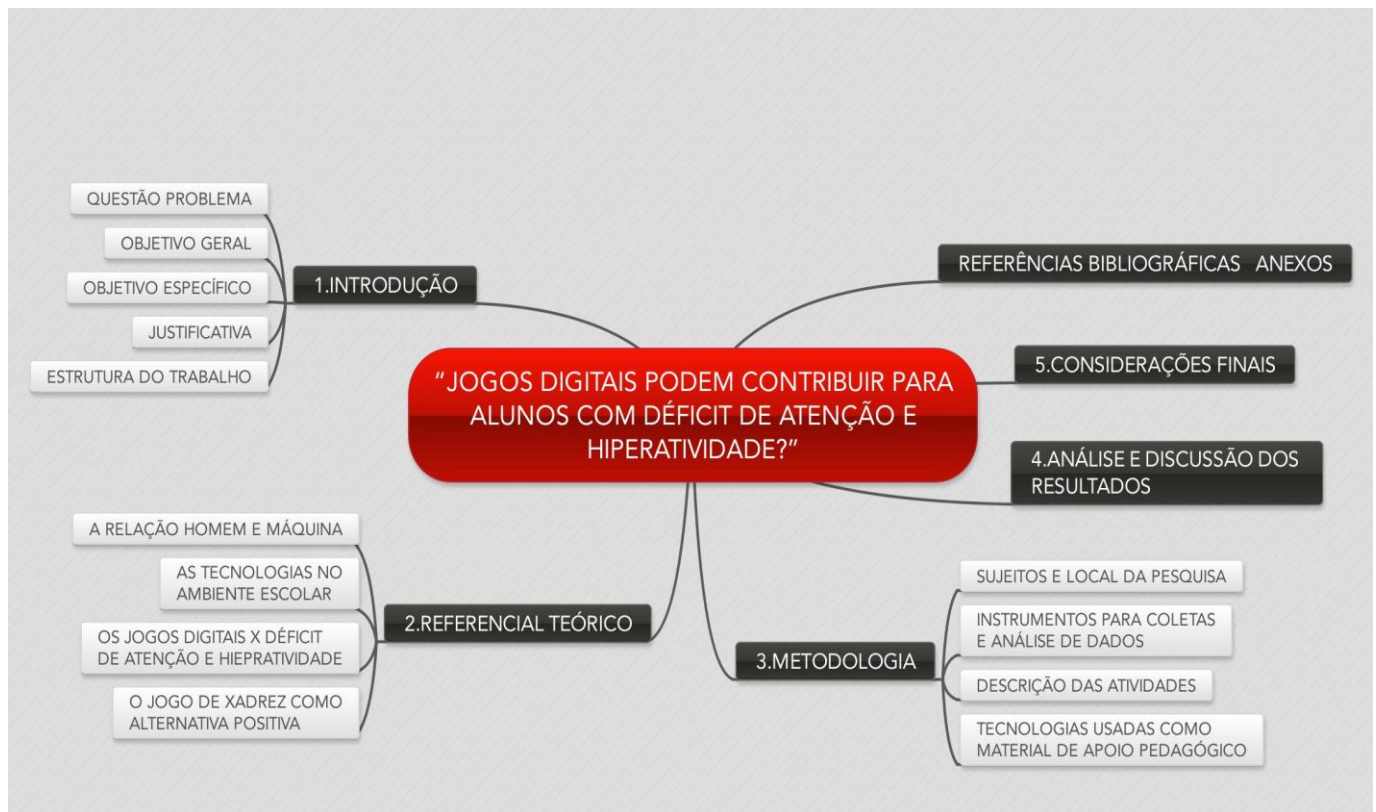 “JOGOS DIGITAIS PODEM CONTRIBUIR PARA
ALUNOS COM DÉFICIT DE ATENÇÃO E
HIPERATIVIDADE?”
1.INTRODUÇÃO
QUESTÃO PROBLEMA
OBJETIVO GERAL
OBJETIVO ESPECÍFICO
JUSTIFICATIVA
ESTRUTURA DO TRABALHO
2.REFERENCIAL TEÓRICO
A RELAÇÃO HOMEM E MÁQUINA
AS TECNOLOGIAS NO
AMBIENTE ESCOLAR
OS JOGOS DIGITAIS X DÉFICIT
DE ATENÇÃO E HIEPRATIVIDADE
O JOGO DE XADREZ COMO
ALTERNATIVA POSITIVA
3.METODOLOGIA
SUJEITOS E LOCAL DA PESQUISA
INSTRUMENTOS PARA COLETAS
E ANÁLISE DE DADOS
DESCRIÇÃO DAS ATIVIDADES
TECNOLOGIAS USADAS COMO
MATERIAL DE APOIO PEDAGÓGICO
4.ANÁLISE E DISCUSSÃO DOS
RESULTADOS
5.CONSIDERAÇÕES FINAIS
REFERÊNCIAS BIBLIOGRÁFICAS ANEXOS